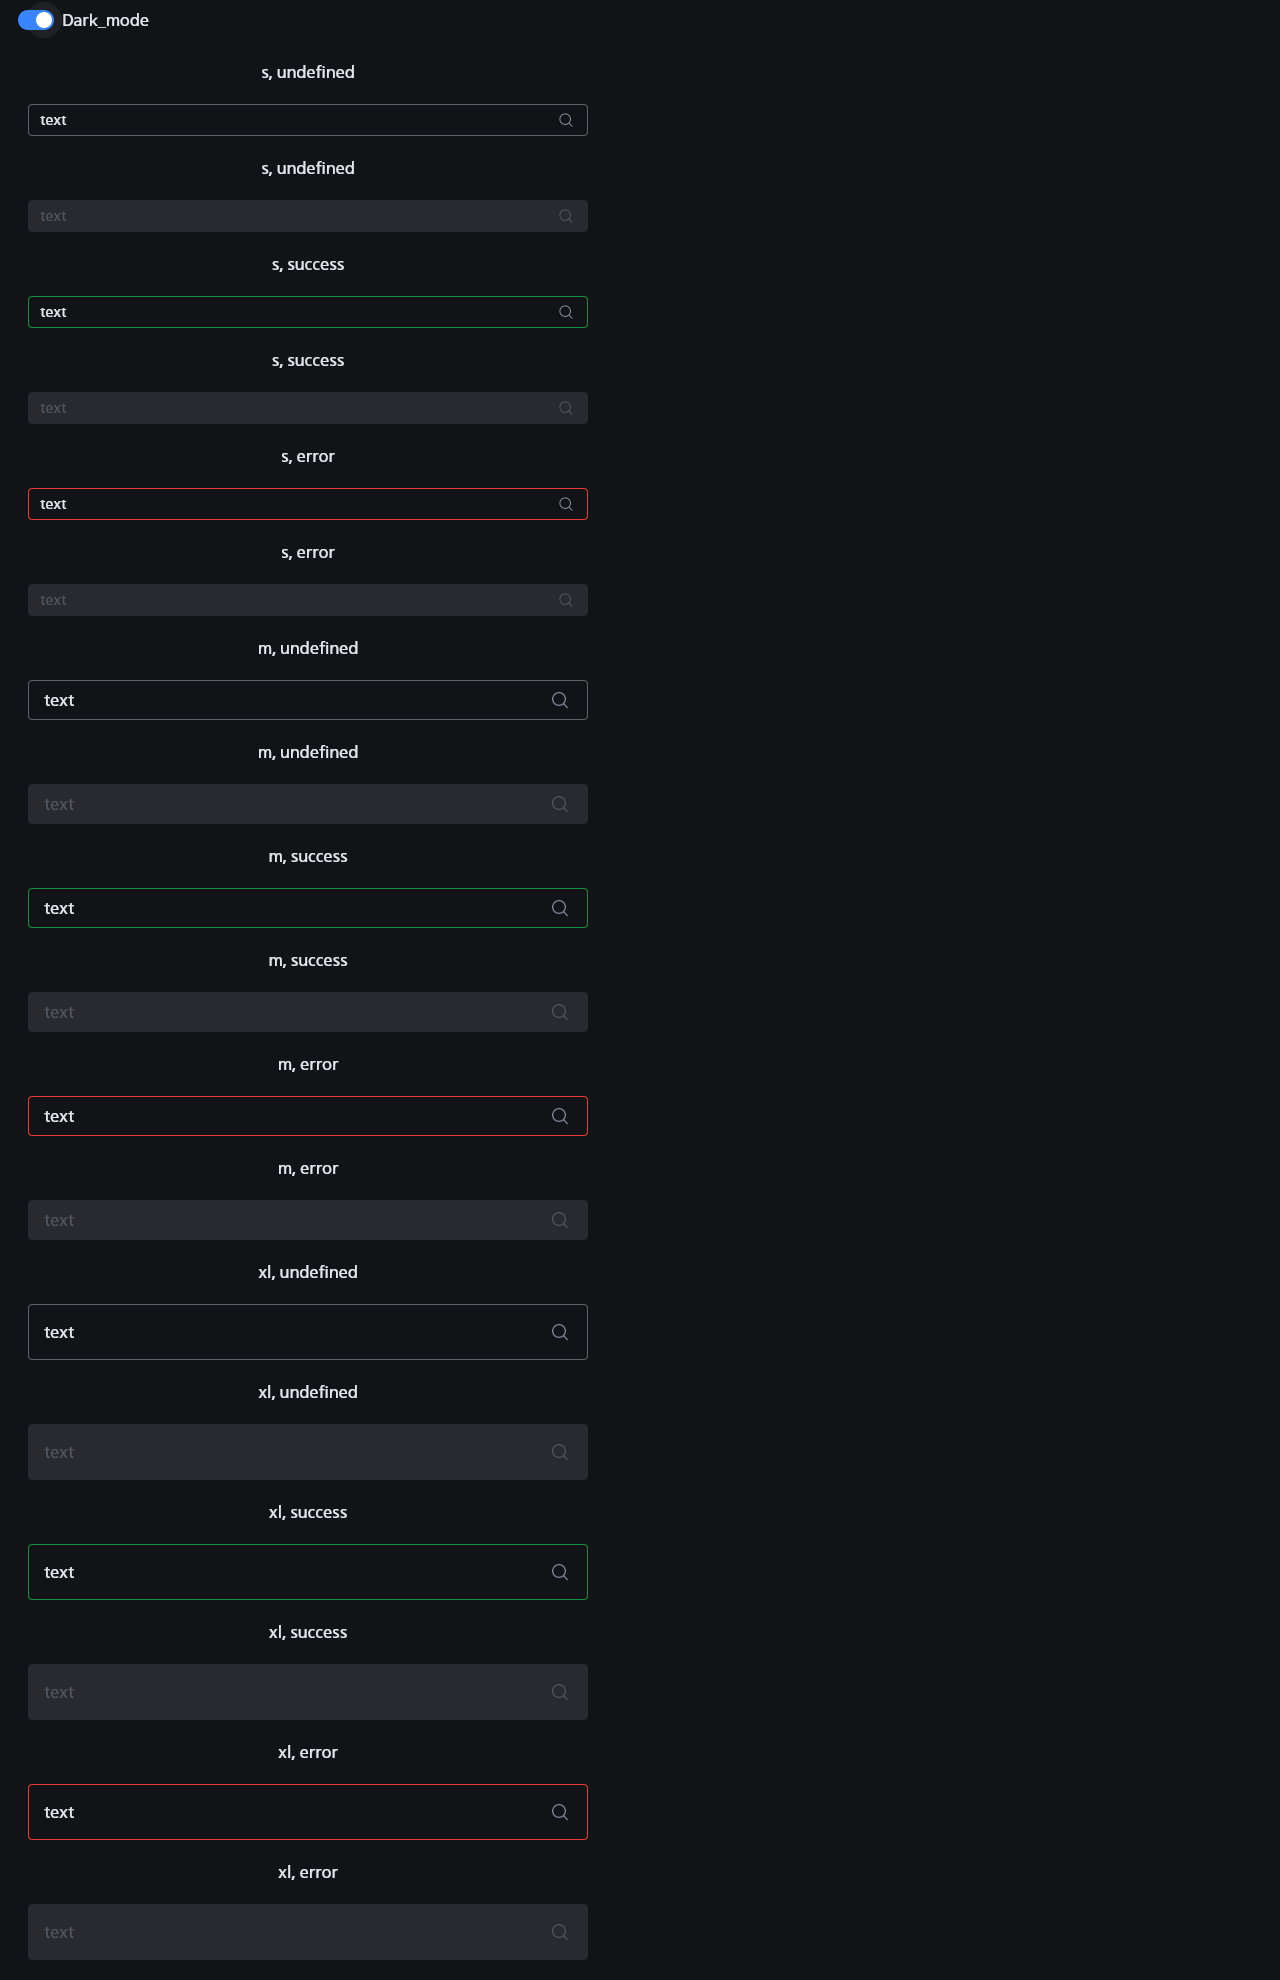 Dark_mode
s, undefined
text
s, undefined
text
s, success
text
s, success
text
s, error
text
s, error
text
m, undefined
text
m, undefined
text
m, success
text
m, success
text
m, error
text
m, error
text
xl, undefined
text
xl, undefined
text
xl, success
text
xl, success
text
xl, error
text
xl, error
text